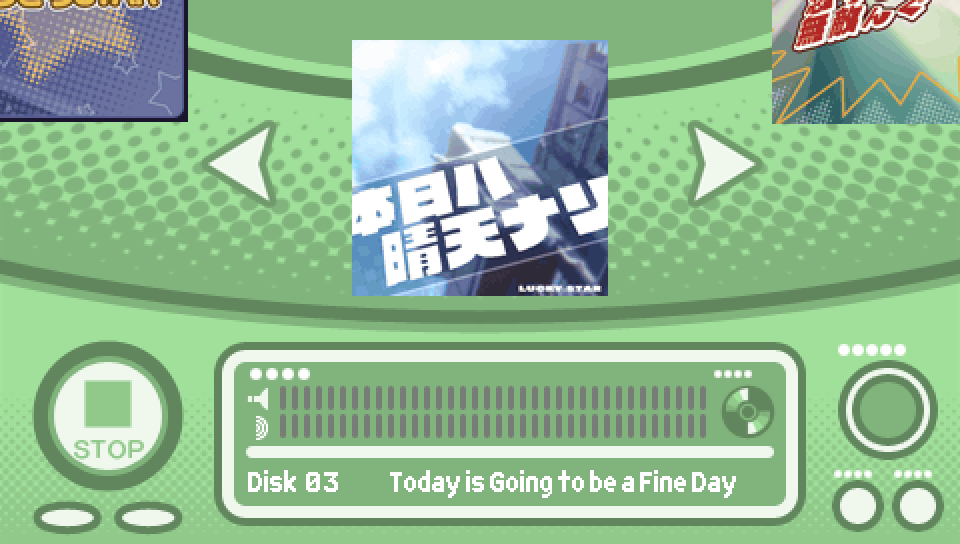 本日ハ
晴天ナリ
LUCKY STAR
STOP
Disk 03 Today is Going to be a Fine Day